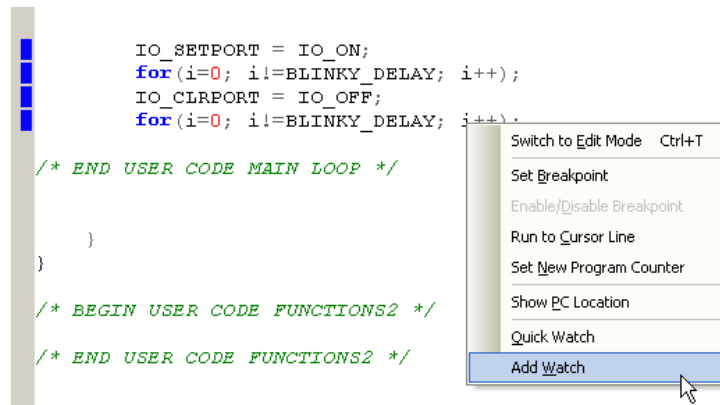 IO_SETPORT = IO_ON;
for(i=0; i!=BLINKY_DELAY; i++);
IO_CLRPORT = IO_OFF;
for(i=0; i!=BLINKY_DELAY; i++);
/* END USER CODE MAIN LOOP */
}
}
/* BEGIN USER CODE FUNCTIONS2 */
/* END USER CODE FUNCTIONS2 */
Switch to Edit Mode Ctrl+T
Set Breakpoint
Enable/Disable Breakpoint
Run to Cursor Line
Set New Program Counter
Show PC Location
Quick Watch
Add Watch